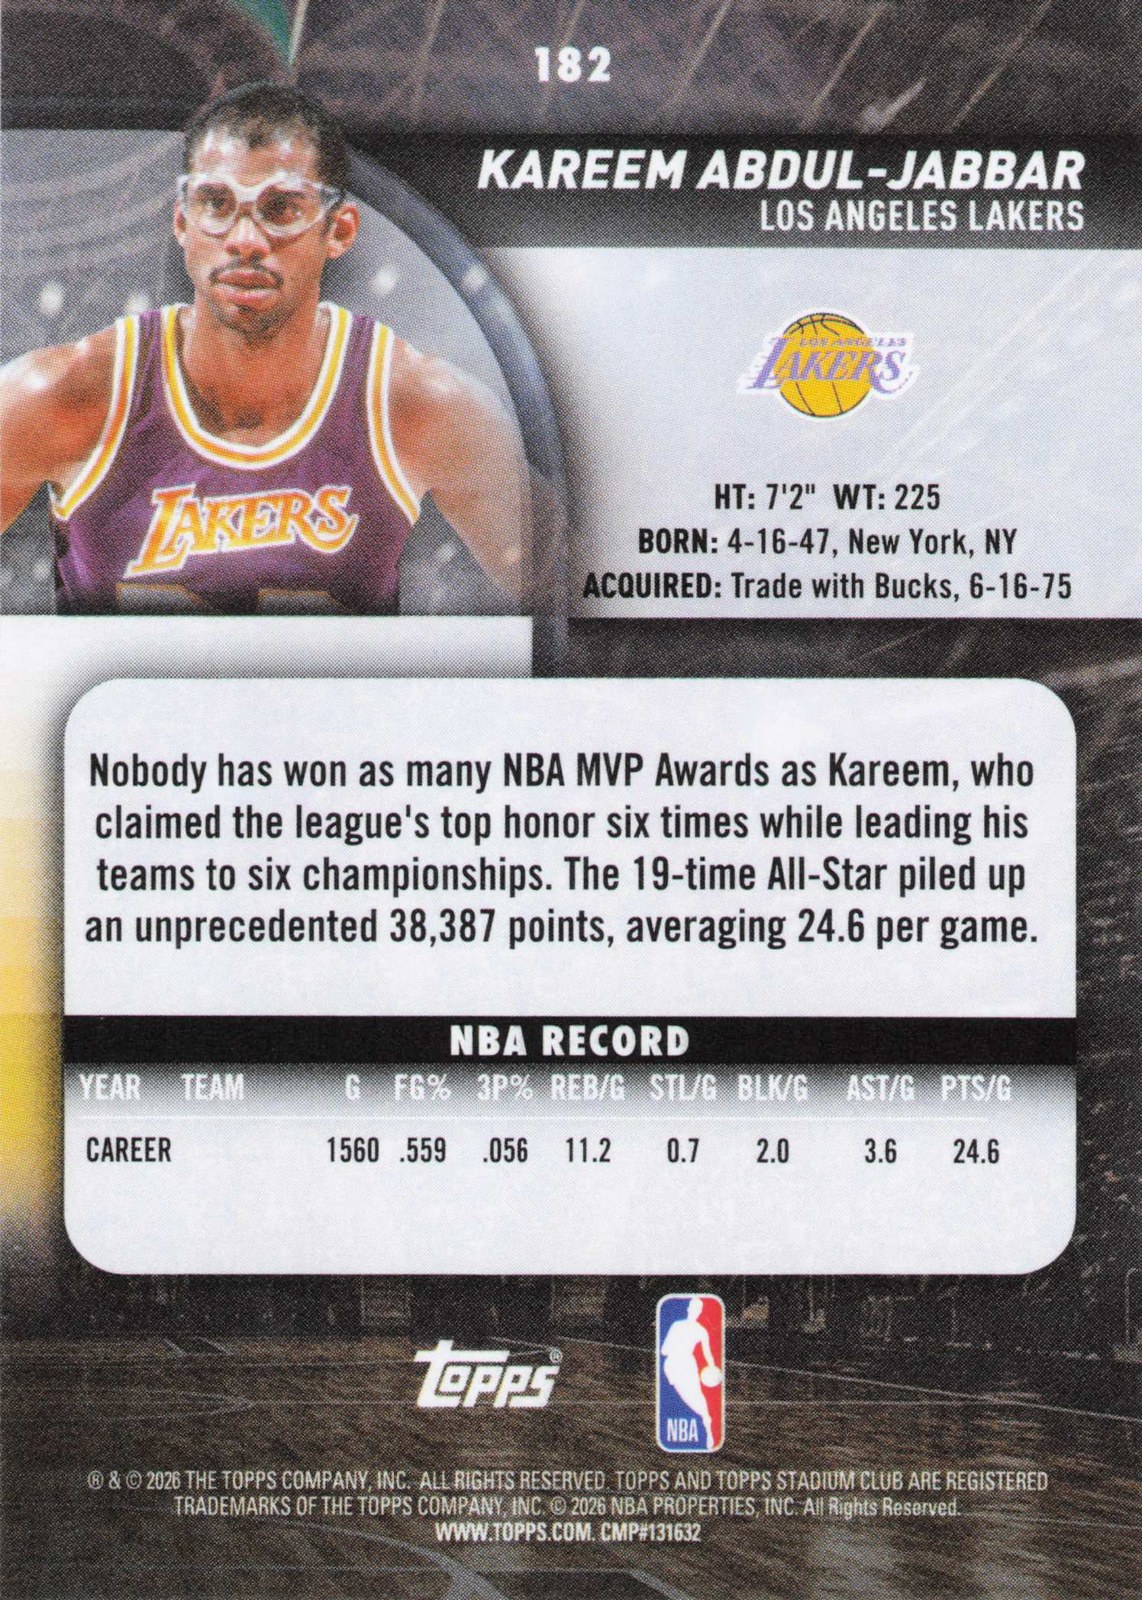 182
KAREEM ABDUL-JABBAR
LOS ANGELES LAKERS
LOS ANGELES
LAKERS
HT: 7'2" WT: 225
BORN: 4-16-47, New York, NY
ACQUIRED: Trade with Bucks, 6-16-75
LAKERS
Nobody has won as many NBA MVP Awards as Kareem, who
claimed the league's top honor six times while leading his
teams to six championships. The 19-time All-Star piled up
an unprecedented 38,387 points, averaging 24.6 per game.
NBA RECORD
YEAR TEAM G FG% 3P% REB/G STL/G BLK/G AST/G PTS/G
CAREER 1560 .559 .056 11.2 0.7 2.0 3.6 24.6
TOPPS®
NBA
® & © 2026 THE TOPPS COMPANY, INC. ALL RIGHTS RESERVED. TOPPS AND TOPPS STADIUM CLUB ARE REGISTERED
TRADEMARKS OF THE TOPPS COMPANY, INC. © 2026 NBA PROPERTIES, INC. All Rights Reserved.
WWW.TOPPS.COM. CMP#131632